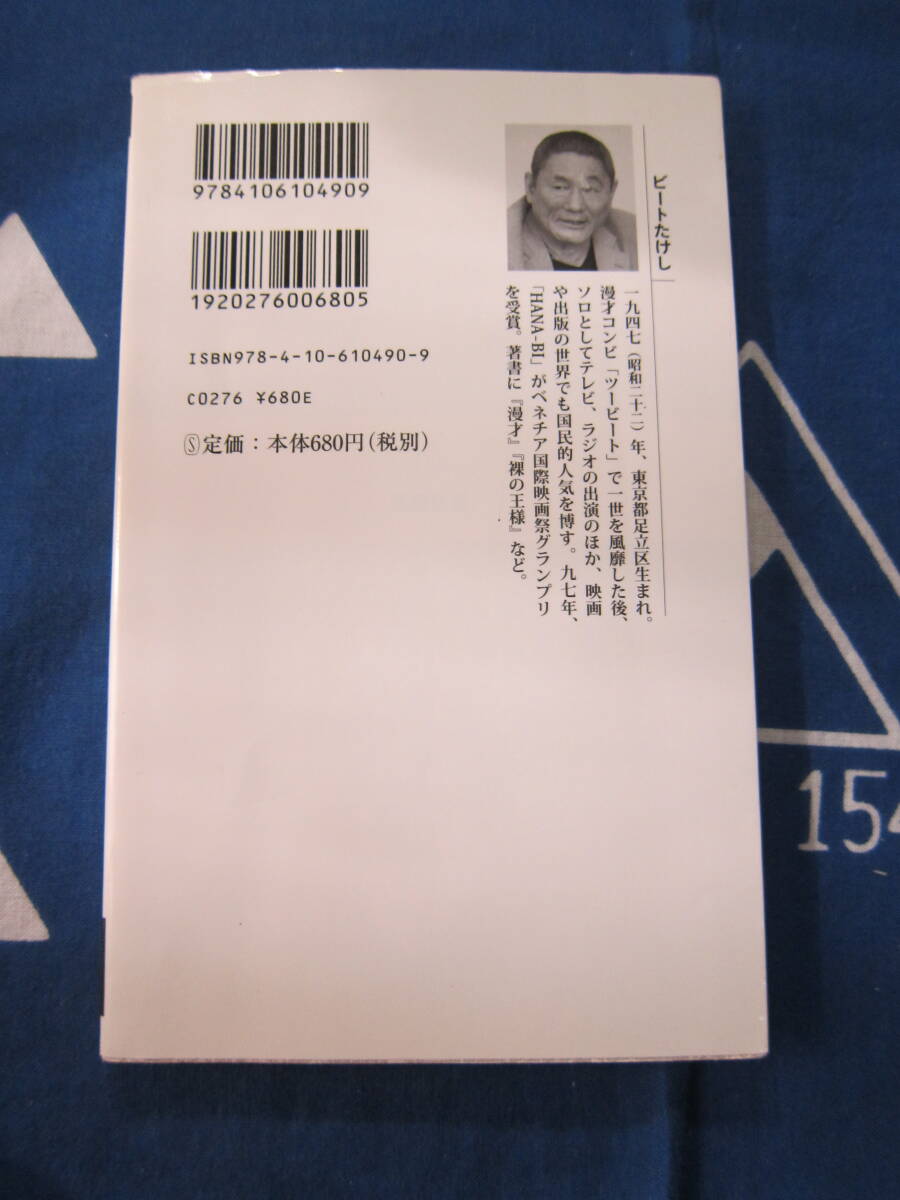 9784106104909
1920276006805
ISBN978-4-10-610490-9
C0276 ¥680E
Ⓢ定価：本体680円(税別)
ビートたけし
一九四七（昭和二十二）年、東京都足立区生まれ。
漫才コンビ「ツービート」で一世を風靡した後、
ソロとしてテレビ、ラジオの出演のほか、映画
や出版の世界でも国民的人気を博す。九七年、
「HANA-BI」がベネチア国際映画祭グランプリ
を受賞。著書に『漫才』『裸の王様』など。